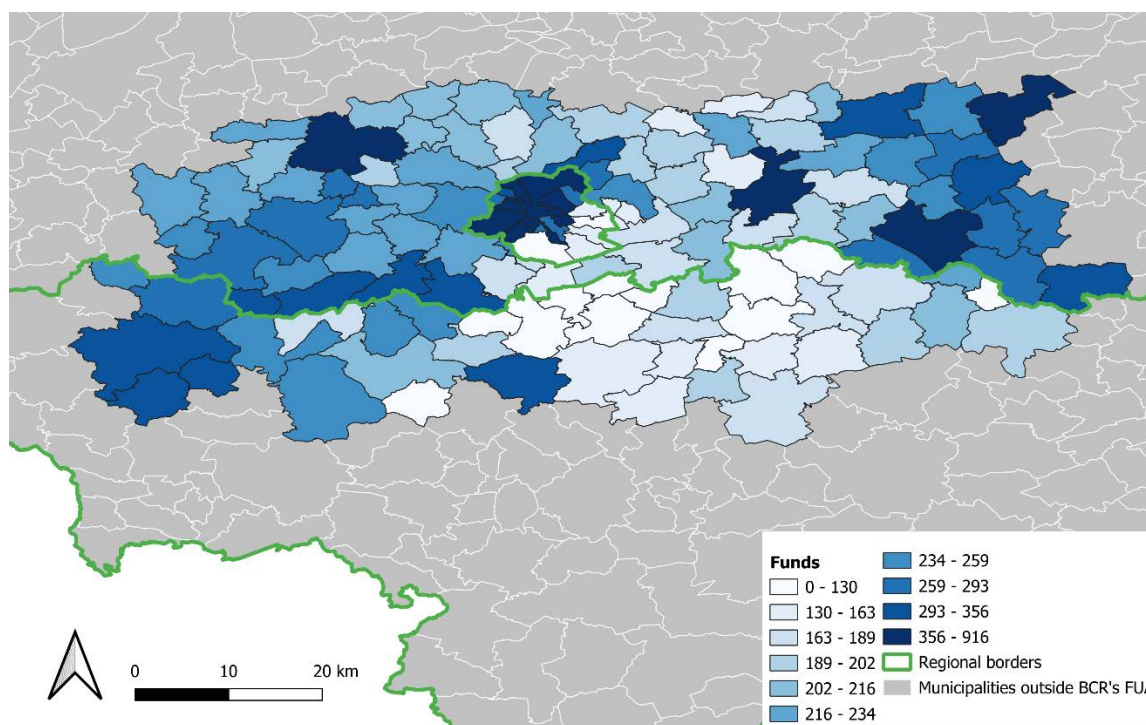 Funds
0 - 130
130 - 163
163 - 189
189 - 202
202 - 216
216 - 234
234 - 259
259 - 293
293 - 356
356 - 916
Regional borders
Municipalities outside BCR's FUA
0 10 20 km